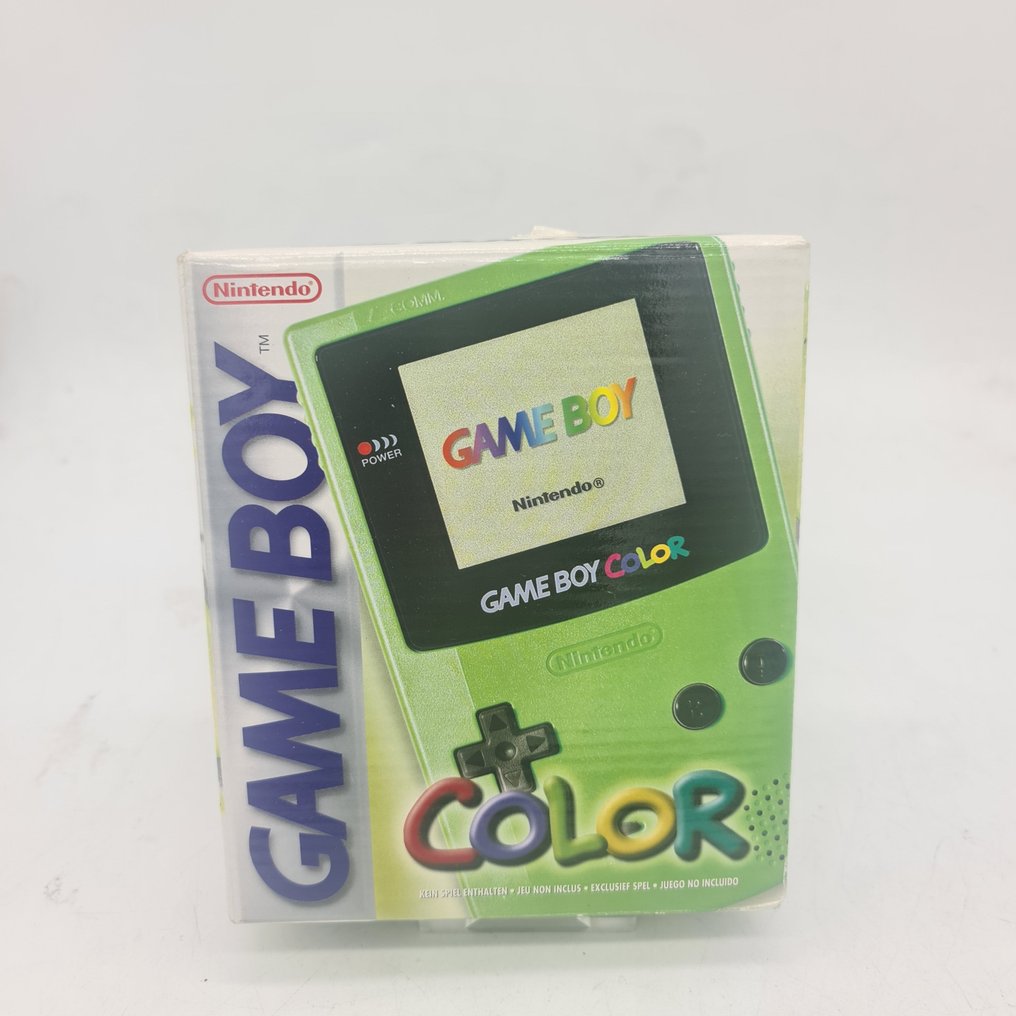 Nintendo®
GAME BOY™
COMM.
POWER
GAME BOY
Nintendo®
GAME BOY COLOR
Nintendo
COLOR
KEIN SPIEL ENTHALTEN • JEU NON INCLUS • EXCLUSIEF SPEL • JUEGO NO INCLUIDO